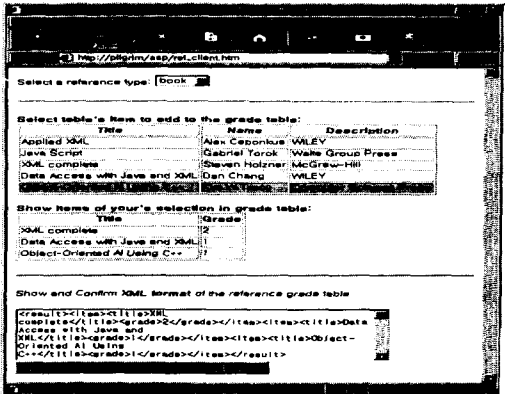 http://pilgrim/asp/ref_client.htm
Select a reference type: book
Select table's item to add to the grade table:
Title Name Description
Applied XML Alex Ceponkus WILEY
Java Script Gabriel Torok Waite Group Press
XML complete Steven Holzner McGrew-Hill
Data Access with Java and XML Dan Chang WILEY
Show items of your's selection in grade table:
Title Grade
XML complete 2
Data Access with Java and XML 1
Object-Oriented AI Using C++ 1
Show and Confirm XML format of the reference grade table
<result><item><title>XML
complete</title><grade>2</grade></item><item><title>Data
Access with Java and
XML</title><grade>1</grade></item><item><title>Object-
Oriented AI Using
C++</title><grade>1</grade></item></result>